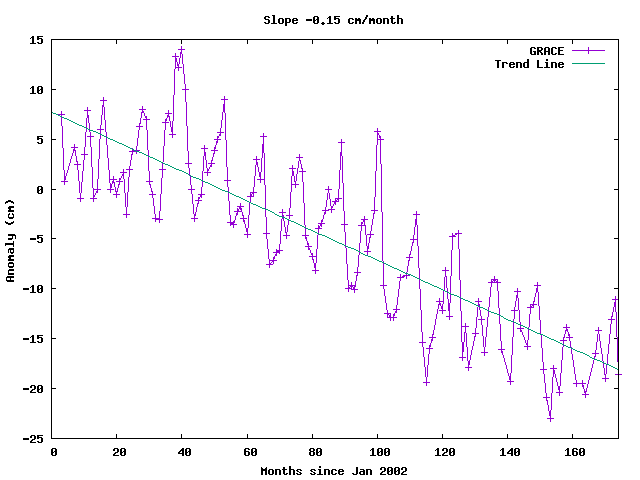 Slope -0.15 cm/month
GRACE
Trend Line
15
10
5
0
-5
-10
-15
-20
-25
Anomaly (cm)
0 20 40 60 80 100 120 140 160
Months since Jan 2002